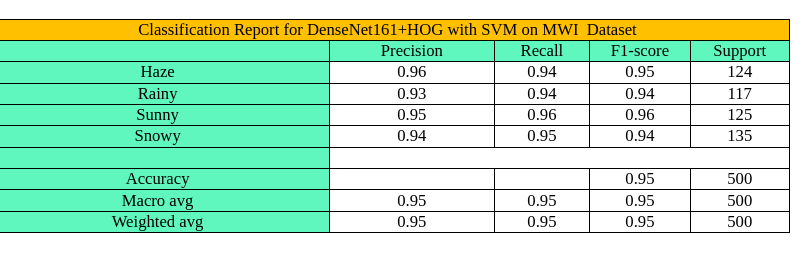 Classification Report for DenseNet161+HOG with SVM on MWI Dataset
Precision Recall F1-score Support
Haze 0.96 0.94 0.95 124
Rainy 0.93 0.94 0.94 117
Sunny 0.95 0.96 0.96 125
Snowy 0.94 0.95 0.94 135
Accuracy 0.95 500
Macro avg 0.95 0.95 0.95 500
Weighted avg 0.95 0.95 0.95 500